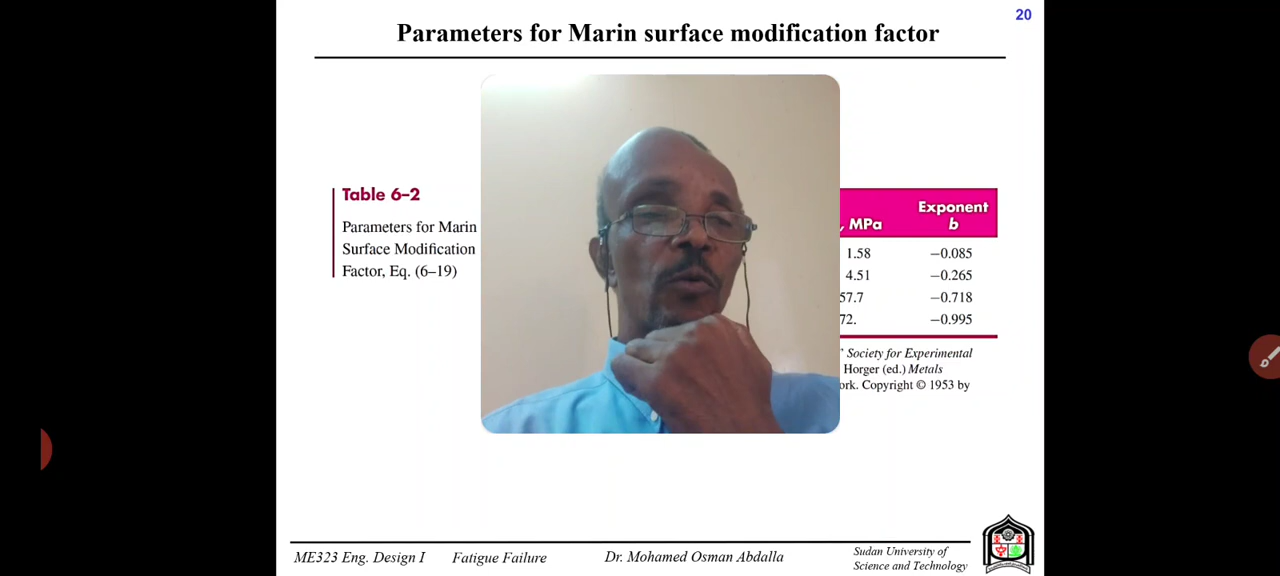 20
Parameters for Marin surface modification factor
Table 6–2
Parameters for Marin
Surface Modification
Factor, Eq. (6–19)
Exponent
, MPa b
1.58 −0.085
4.51 −0.265
57.7 −0.718
72. −0.995
Society for Experimental
Horger (ed.) Metals
ork. Copyright © 1953 by
ME323 Eng. Design I Fatigue Failure Dr. Mohamed Osman Abdalla
Sudan University of
Science and Technology